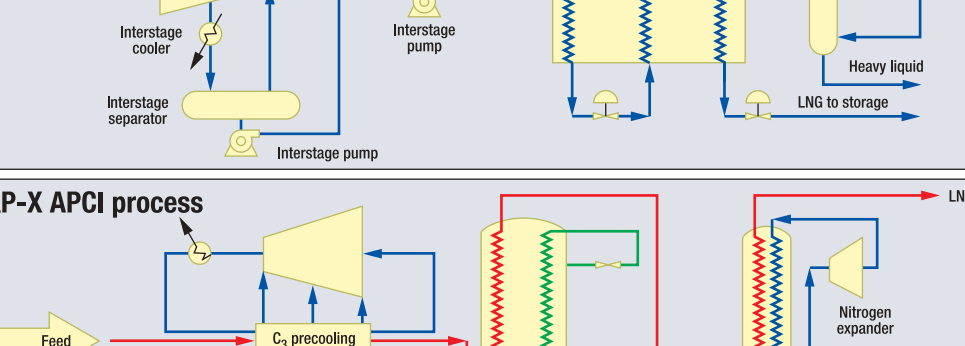 Interstage
cooler
Interstage
pump
Heavy liquid
Interstage
separator
LNG to storage
Interstage pump
P-X APCI process
LN
Nitrogen
expander
Feed
C₃ precooling